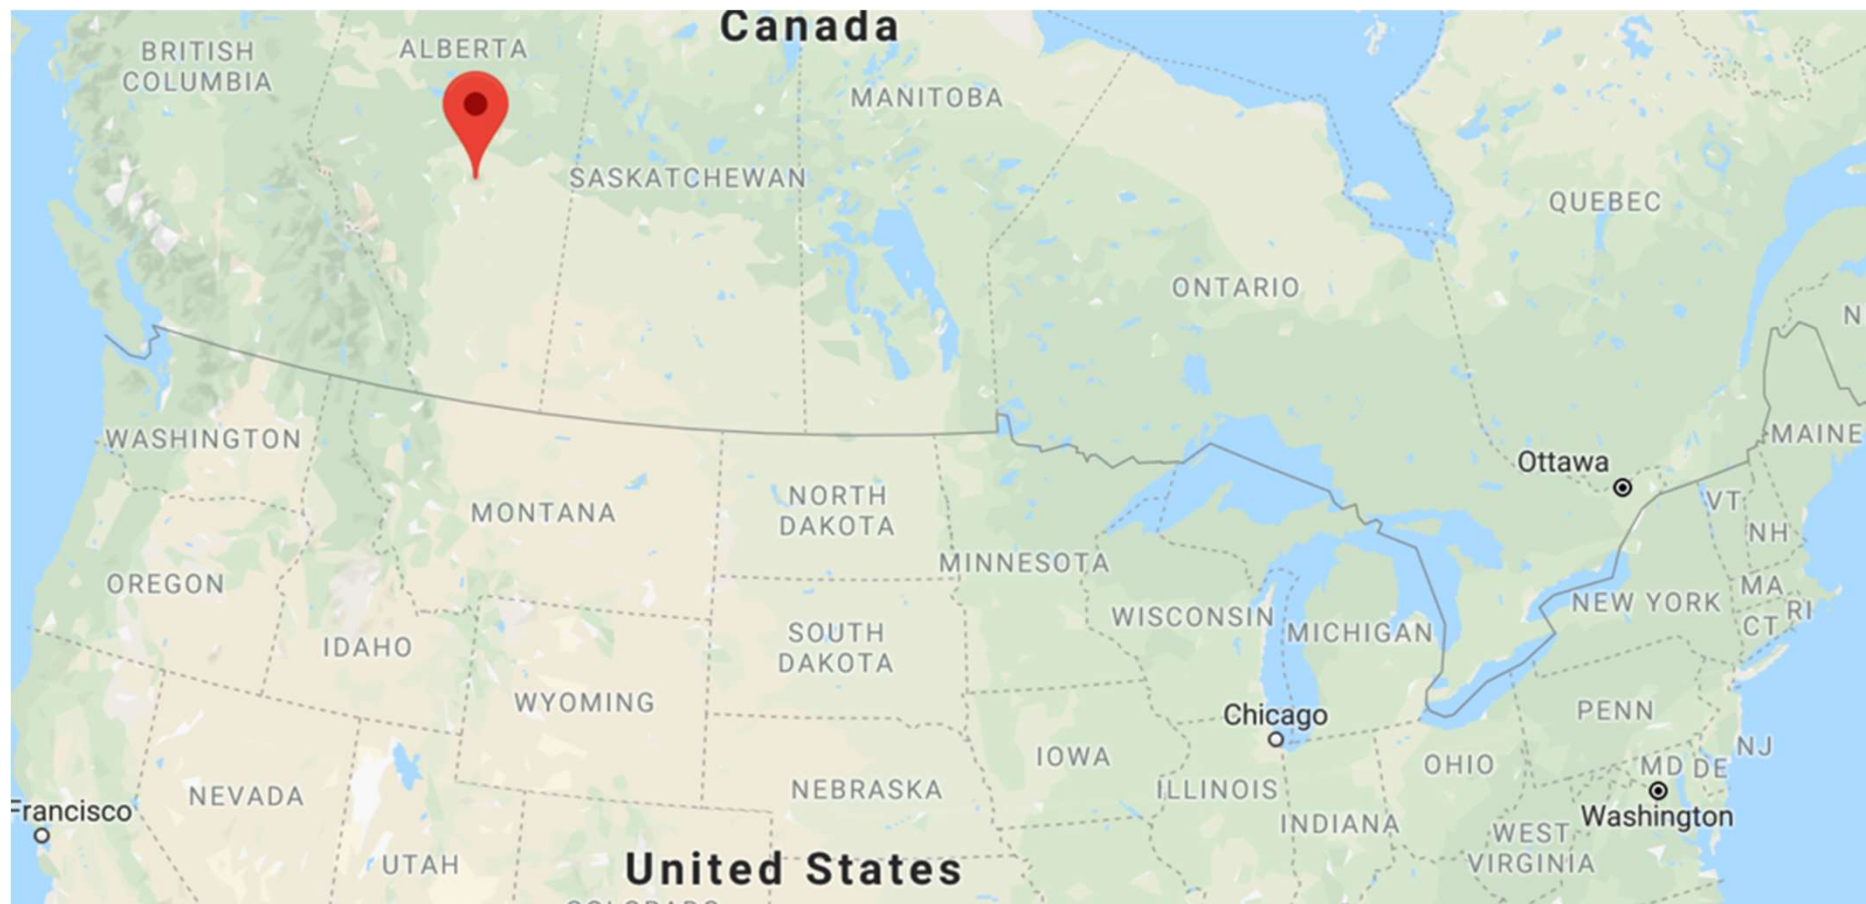 Canada
BRITISH
COLUMBIA
ALBERTA
MANITOBA
SASKATCHEWAN
QUEBEC
ONTARIO
N
WASHINGTON
MAINE
Ottawa
VT
NH
MONTANA
NORTH
DAKOTA
MINNESOTA
OREGON
MA
RI
CT
NEW YORK
WISCONSIN
MICHIGAN
IDAHO
SOUTH
DAKOTA
WYOMING
Chicago
PENN
NJ
IOWA
OHIO
MD
DE
NEVADA
NEBRASKA
ILLINOIS
Francisco
INDIANA
Washington
WEST
VIRGINIA
UTAH
United States
COLORADO